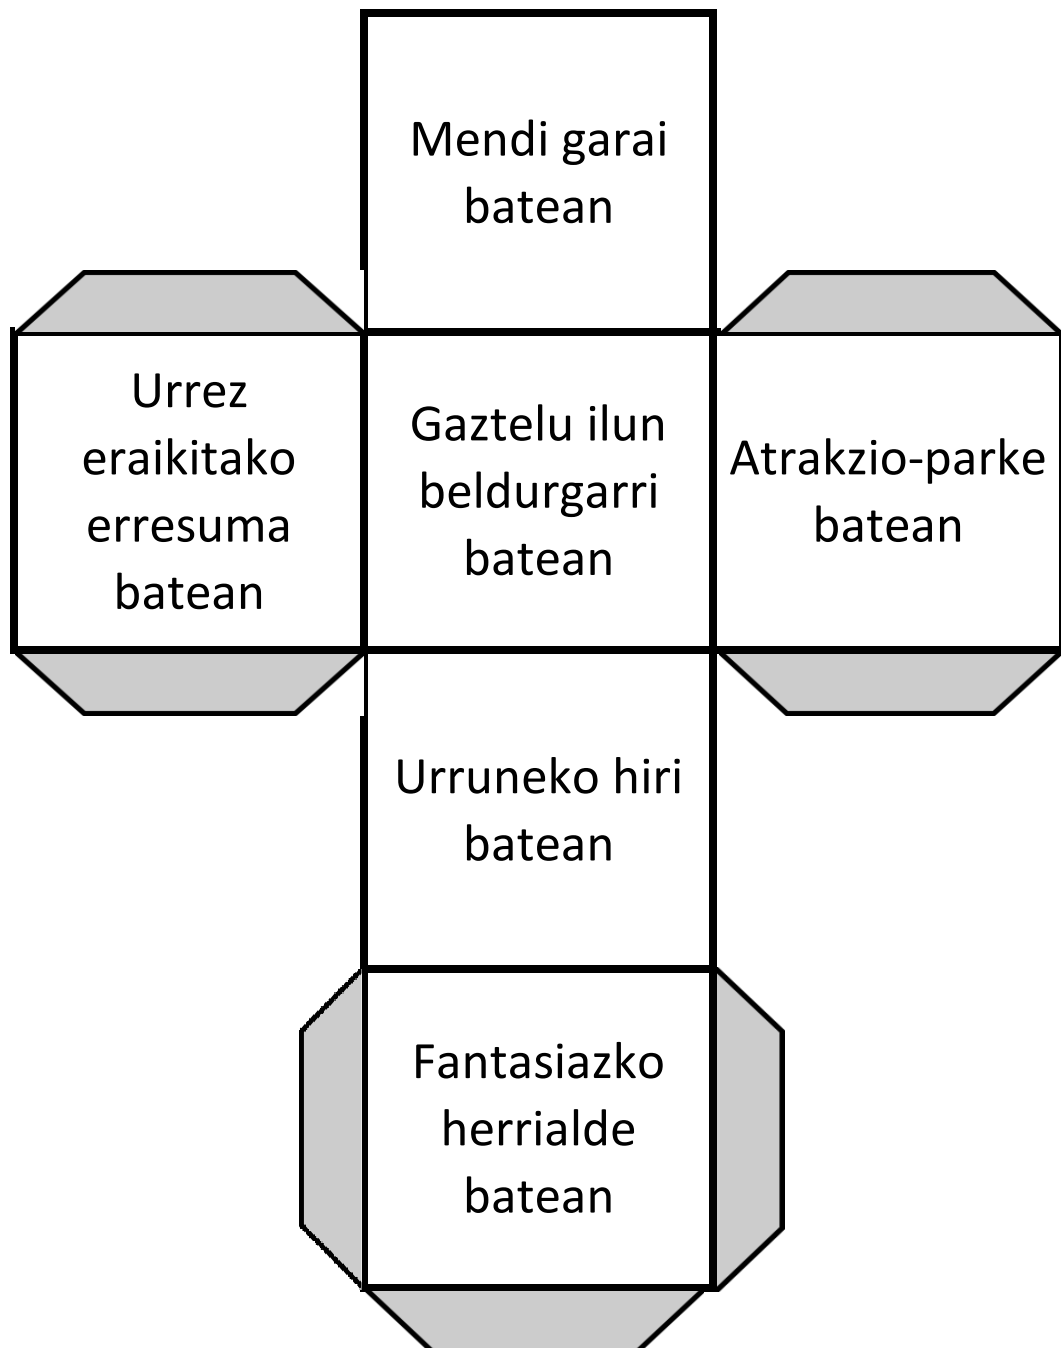 Mendi garai
batean
Urrez
eraikitako
erresuma
batean
Gaztelu ilun
beldurgarri
batean
Atrakzio-parke
batean
Urruneko hiri
batean
Fantasiazko
herrialde
batean